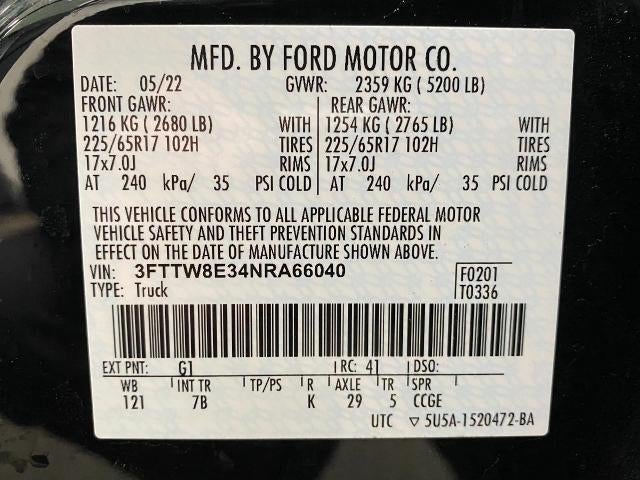 MFD. BY FORD MOTOR CO.
DATE: 05/22 GVWR: 2359 KG ( 5200 LB)
FRONT GAWR: REAR GAWR:
1216 KG ( 2680 LB) WITH 1254 KG ( 2765 LB) WITH
225/65R17 102H TIRES 225/65R17 102H TIRES
17x7.0J RIMS 17x7.0J RIMS
AT 240 kPa/ 35 PSI COLD AT 240 kPa/ 35 PSI COLD
THIS VEHICLE CONFORMS TO ALL APPLICABLE FEDERAL MOTOR
VEHICLE SAFETY AND THEFT PREVENTION STANDARDS IN
EFFECT ON THE DATE OF MANUFACTURE SHOWN ABOVE.
VIN: 3FTTW8E34NRA66040 F0201
TYPE: Truck T0336
EXT PNT: G1 RC: 41 DSO:
WB INT TR TP/PS R AXLE TR SPR
121 7B K 29 5 CCGE
UTC ▽ 5U5A-1520472-BA